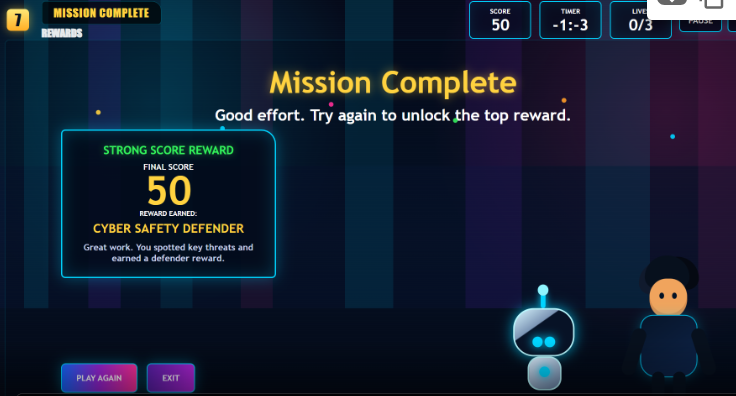 7
MISSION COMPLETE
REWARDS
SCORE
50
TIMER
-1:-3
LIVES
0/3
PAUSE
Mission Complete
Good effort. Try again to unlock the top reward.
STRONG SCORE REWARD
FINAL SCORE
50
REWARD EARNED:
CYBER SAFETY DEFENDER
Great work. You spotted key threats and
earned a defender reward.
PLAY AGAIN
EXIT